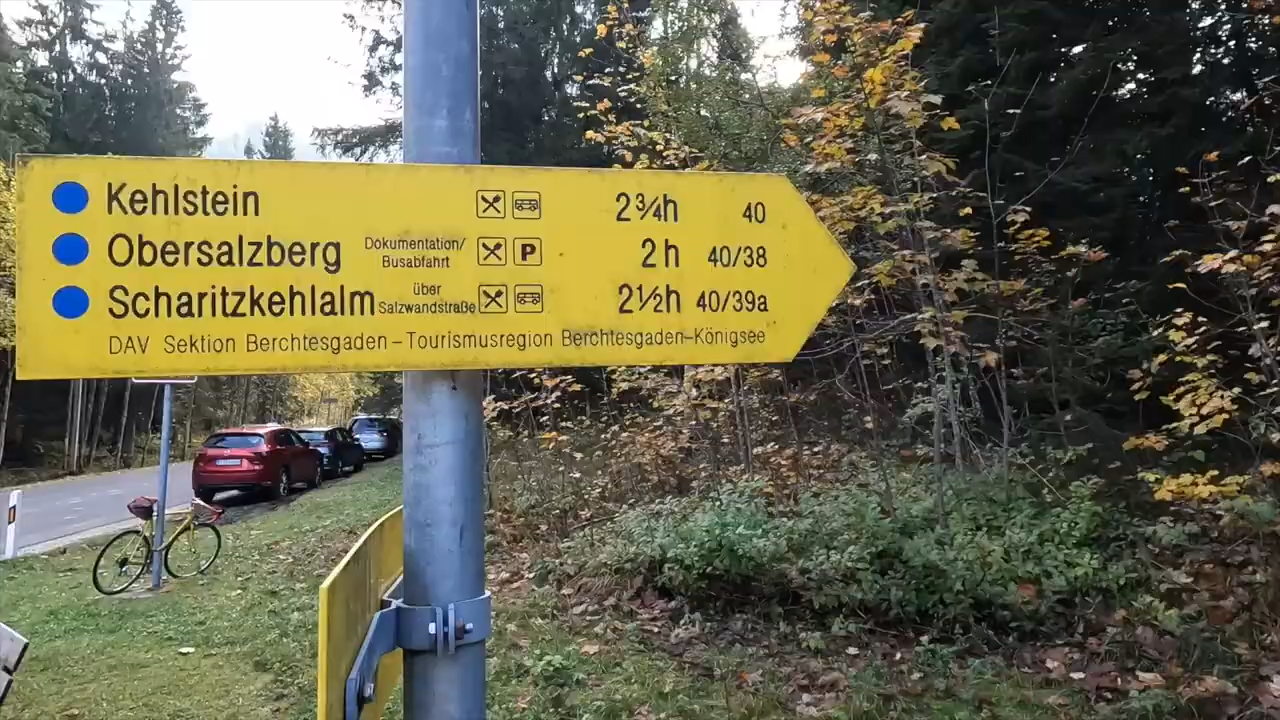 Kehlstein 2¾h 40
Obersalzberg Dokumentation/ Busabfahrt P 2h 40/38
Scharitzkehlalm über Salzwandstraße 2½h 40/39a
DAV Sektion Berchtesgaden – Tourismusregion Berchtesgaden–Königsee